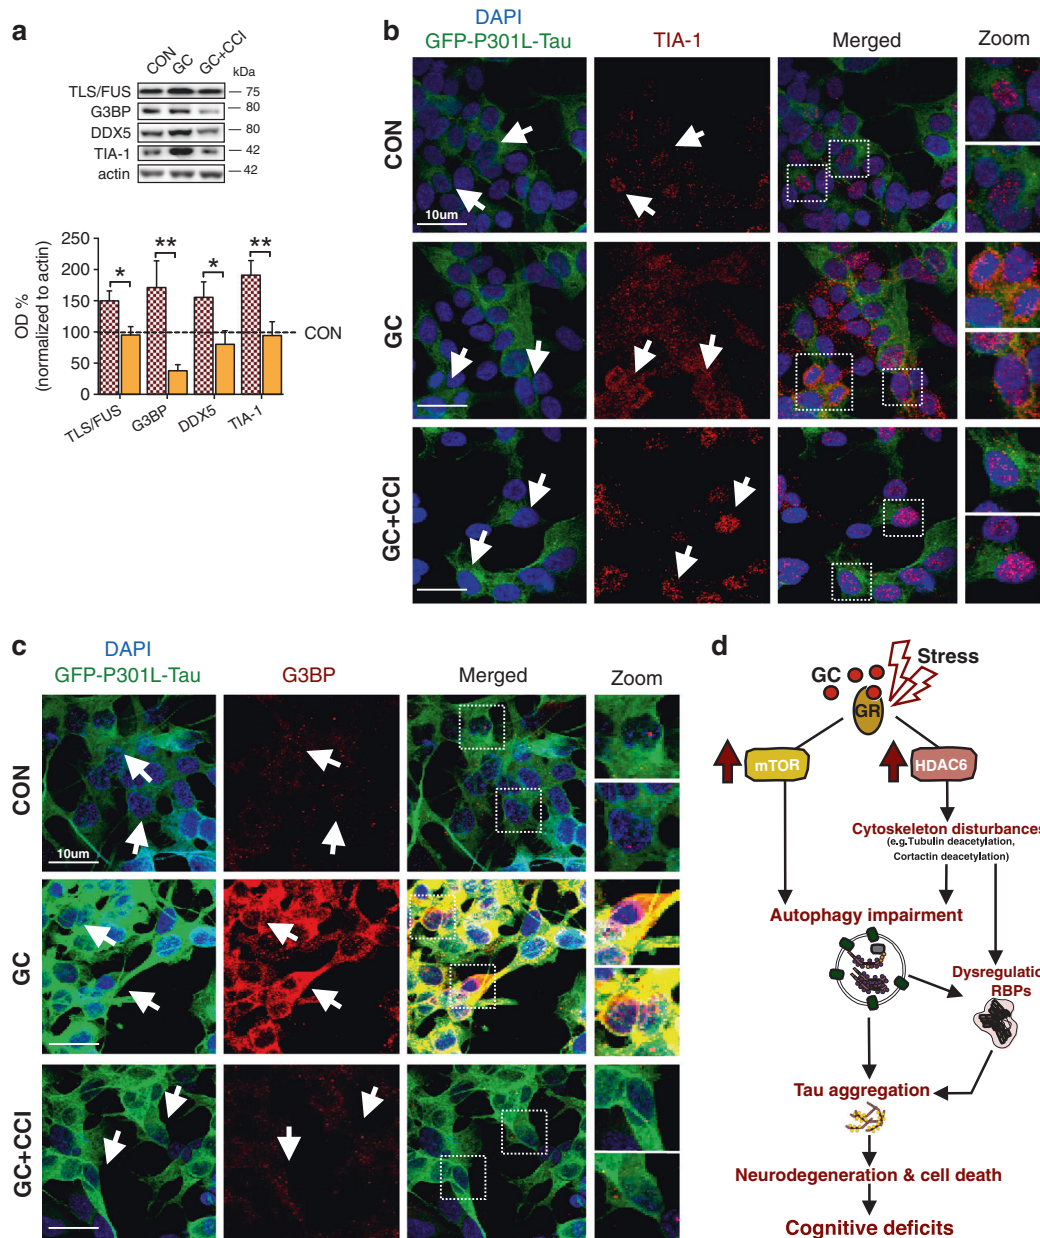 a
CON GC GC+CCI
kDa
TLS/FUS 75
G3BP 80
DDX5 80
TIA-1 42
actin 42
OD %
(normalized to actin)
250
200
150
100
50
0
* ** * **
CON
TLS/FUS G3BP DDX5 TIA-1
b
DAPI
GFP-P301L-Tau TIA-1 Merged Zoom
CON
10um
GC
GC+CCI
c
DAPI
GFP-P301L-Tau G3BP Merged Zoom
CON
10um
GC
GC+CCI
d
Stress
GC
GR
mTOR HDAC6
Cytoskeleton disturbances
(e.g.Tubulin deacetylation,
Cortactin deacetylation)
Autophagy impairment
Dysregulatio
RBPs
Tau aggregation
Neurodegeneration & cell death
Cognitive deficits